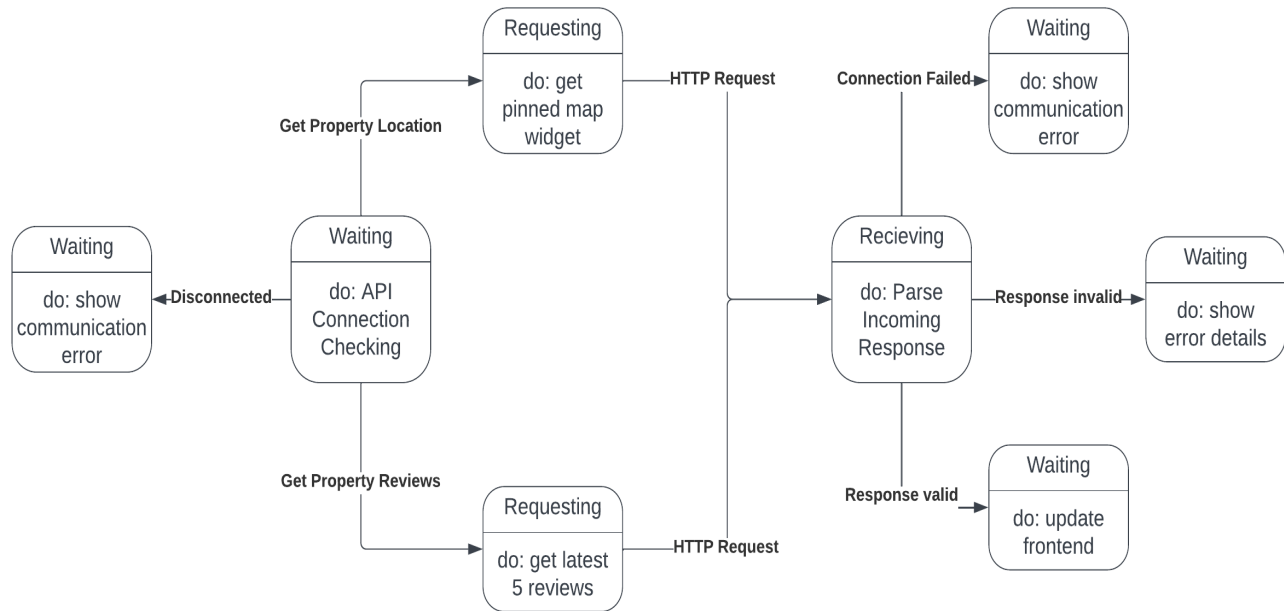 Requesting
do: get
pinned map
widget
HTTP Request
Connection Failed
Waiting
do: show
communication
error
Get Property Location
Waiting
do: show
communication
error
Disconnected
Waiting
do: API
Connection
Checking
Recieving
do: Parse
Incoming
Response
Response invalid
Waiting
do: show
error details
Get Property Reviews
Requesting
do: get latest
5 reviews
HTTP Request
Response valid
Waiting
do: update
frontend